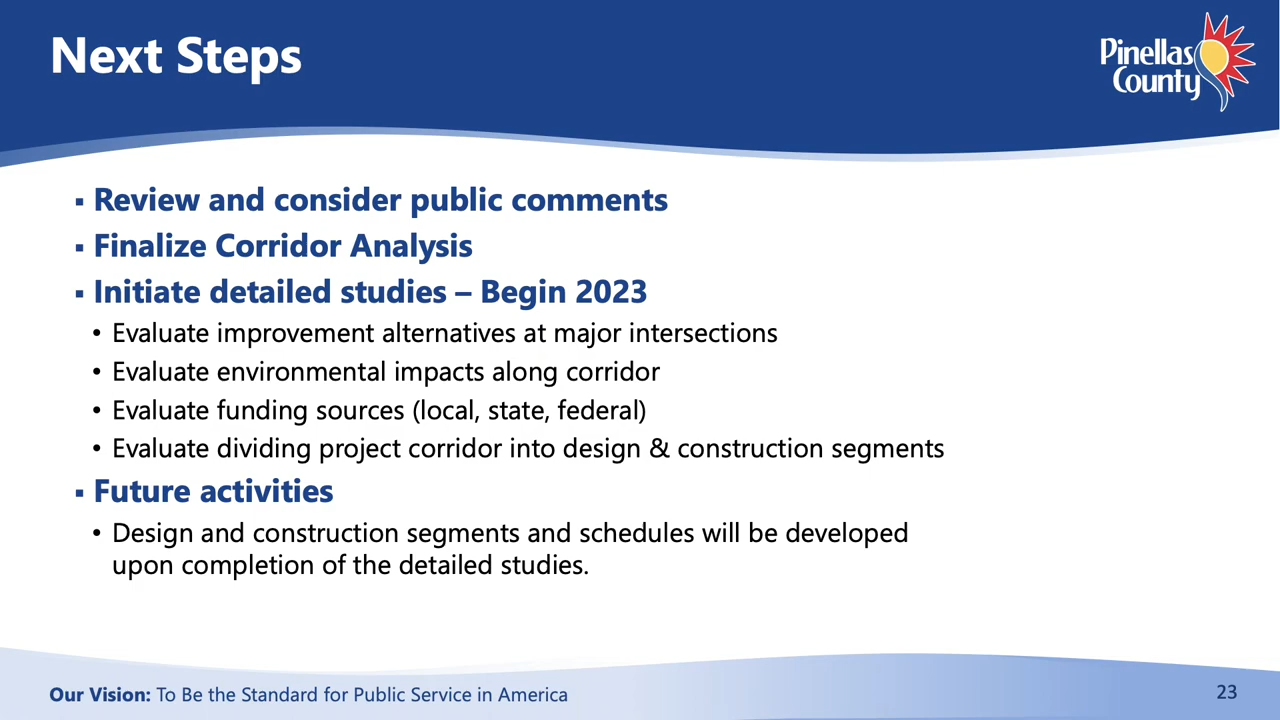 Next Steps
Pinellas
County
▪ Review and consider public comments
▪ Finalize Corridor Analysis
▪ Initiate detailed studies – Begin 2023
• Evaluate improvement alternatives at major intersections
• Evaluate environmental impacts along corridor
• Evaluate funding sources (local, state, federal)
• Evaluate dividing project corridor into design & construction segments
▪ Future activities
• Design and construction segments and schedules will be developed
upon completion of the detailed studies.
Our Vision: To Be the Standard for Public Service in America
23